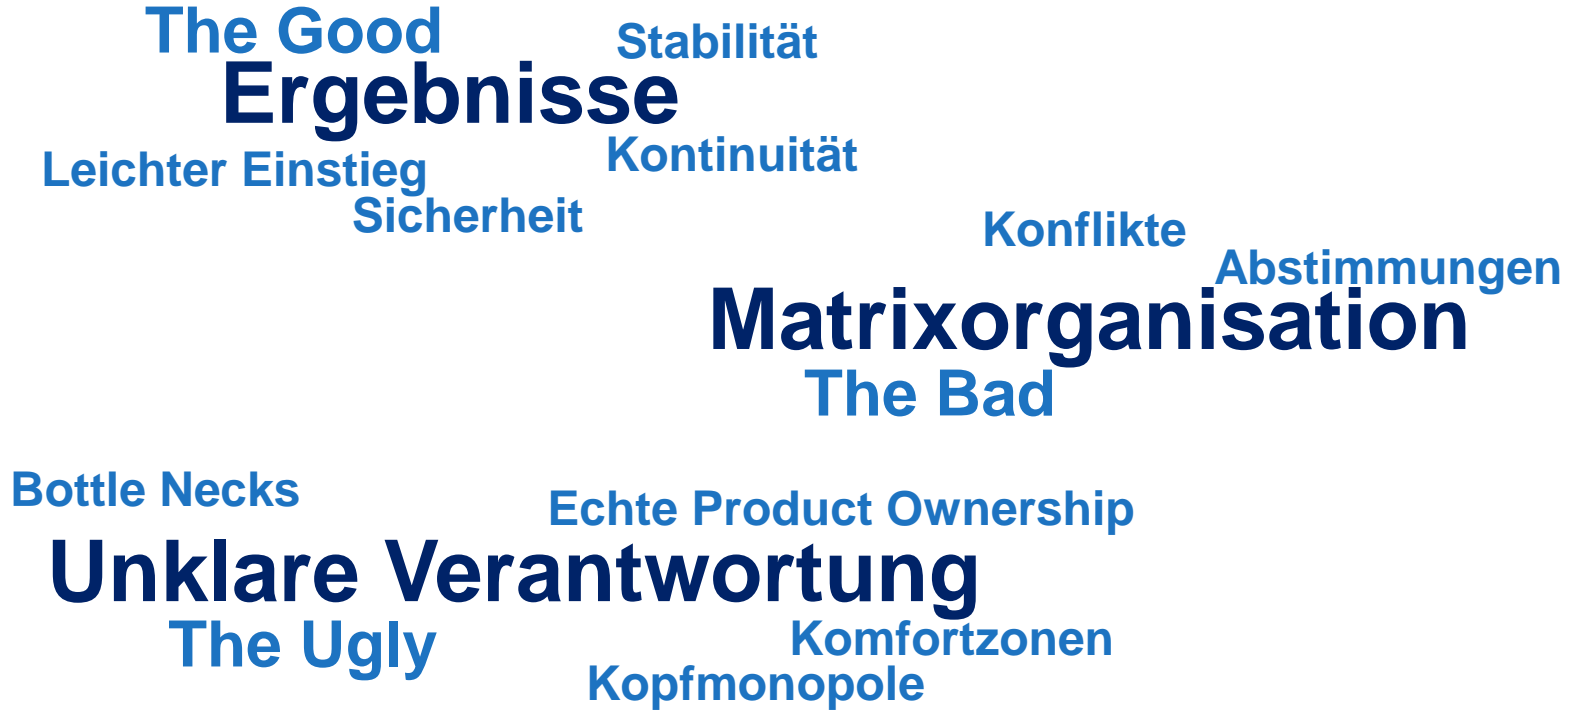 The Good
Stabilität
Ergebnisse
Kontinuität
Leichter Einstieg
Sicherheit
Konflikte
Abstimmungen
Matrixorganisation
The Bad
Bottle Necks
Echte Product Ownership
Unklare Verantwortung
The Ugly
Komfortzonen
Kopfmonopole